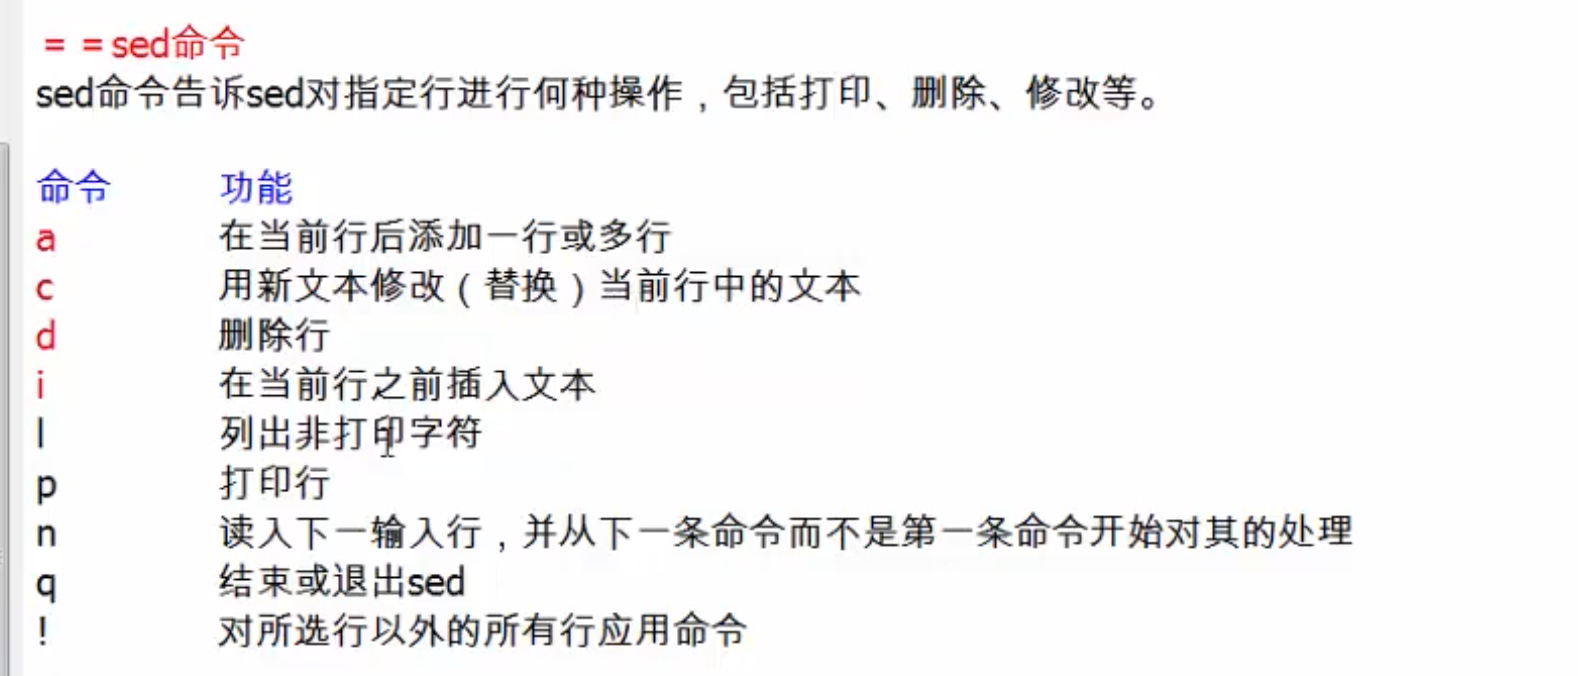 ＝＝sed命令
sed命令告诉sed对指定行进行何种操作，包括打印、删除、修改等。
命令 功能
a 在当前行后添加一行或多行
c 用新文本修改（替换）当前行中的文本
d 删除行
i 在当前行之前插入文本
l 列出非打印字符
p 打印行
n 读入下一输入行，并从下一条命令而不是第一条命令开始对其的处理
q 结束或退出sed
! 对所选行以外的所有行应用命令